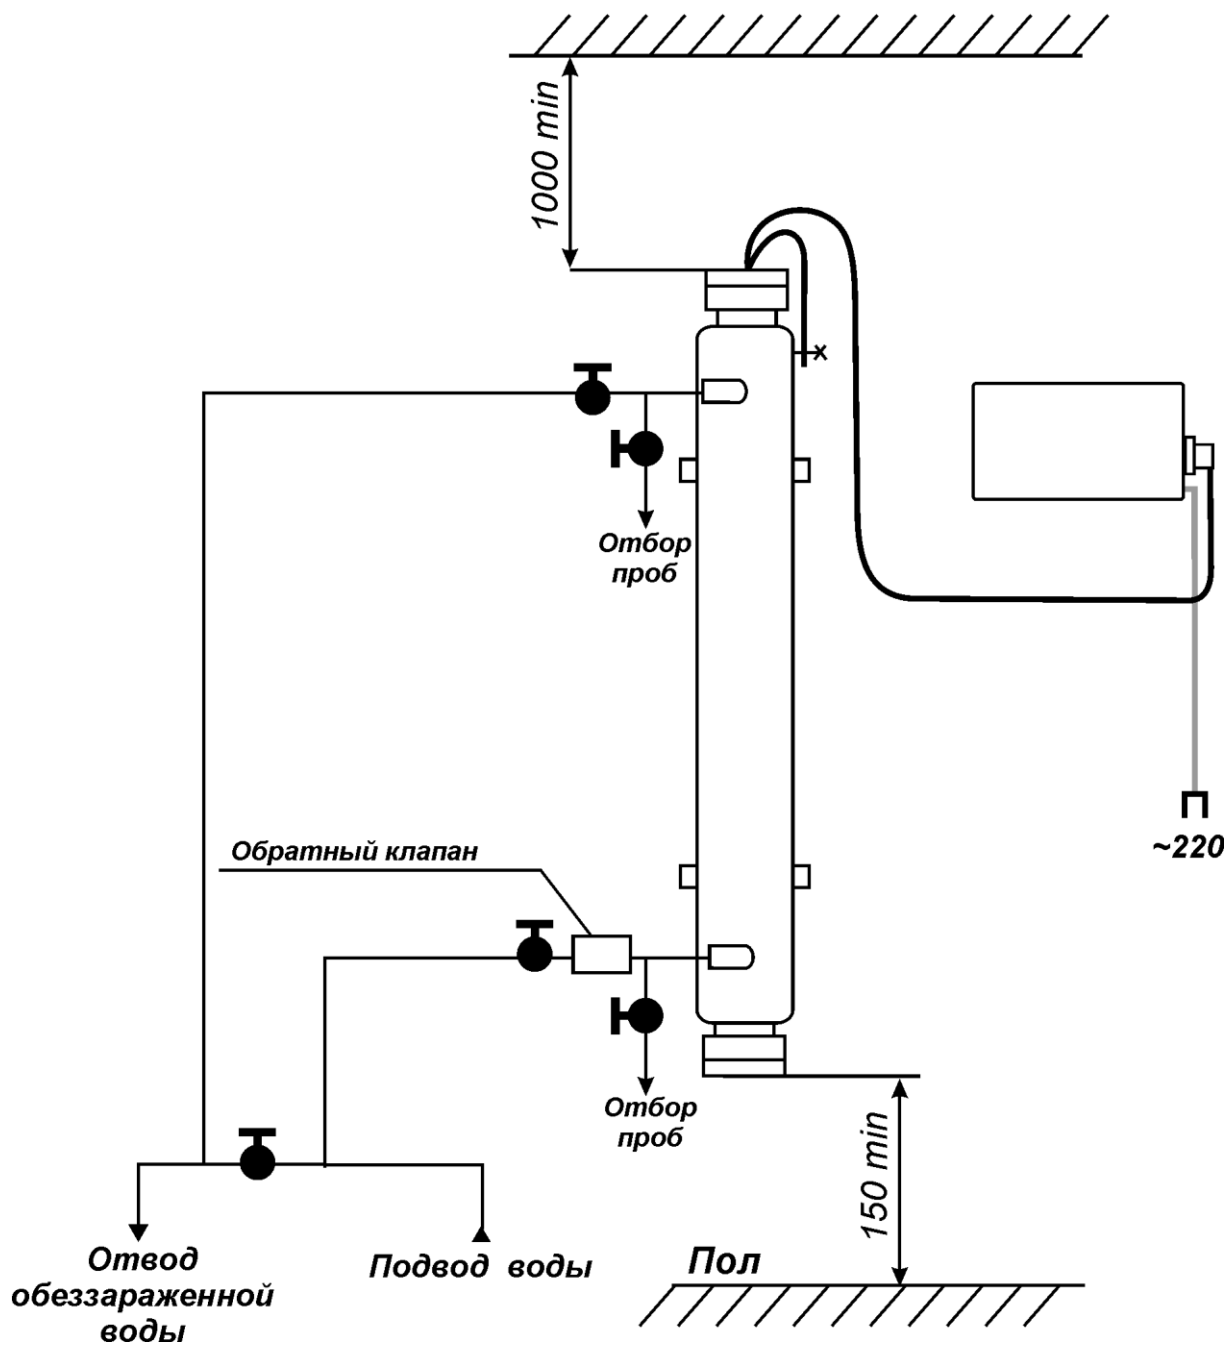 1000 min
Отбор
проб
~220
Обратный клапан
Отбор
проб
150 min
Отвод
обеззараженной
воды
Подвод воды
Пол